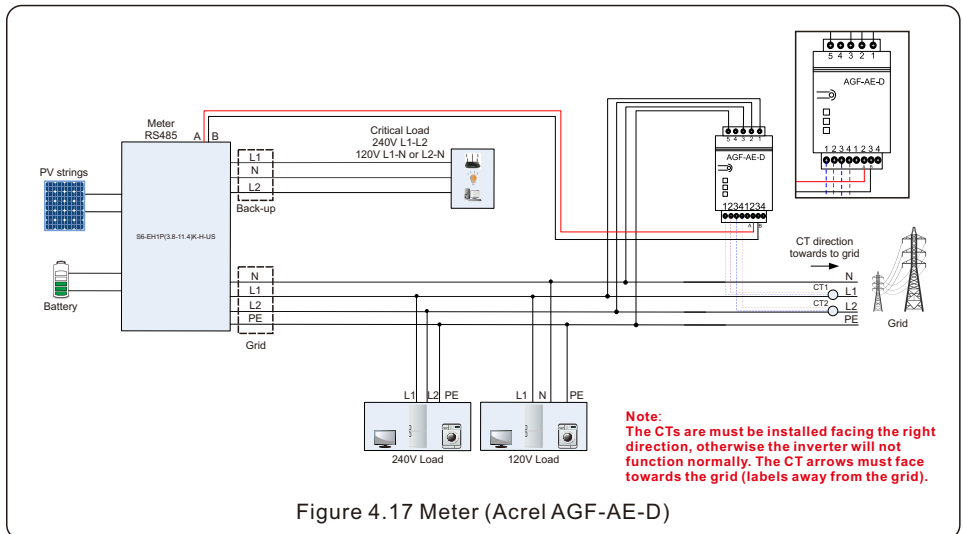 Meter
RS485
A B
PV strings
Battery
S6-EH1P(3.8-11.4)K-H-US
L1
N
L2
Back-up
Critical Load
240V L1-L2
120V L1-N or L2-N
N
L1
L2
PE
Grid
5 4 3 2 1
AGF-AE-D
12341234
A B
5 4 3 2 1
AGF-AE-D
1 2 3 4 1 2 3 4
CT direction
towards to grid
CT1
CT2
N
L1
L2
PE
Grid
L1 L2 PE
240V Load
L1 N PE
120V Load
Note:
The CTs are must be installed facing the right
direction, otherwise the inverter will not
function normally. The CT arrows must face
towards the grid (labels away from the grid).
Figure 4.17 Meter (Acrel AGF-AE-D)